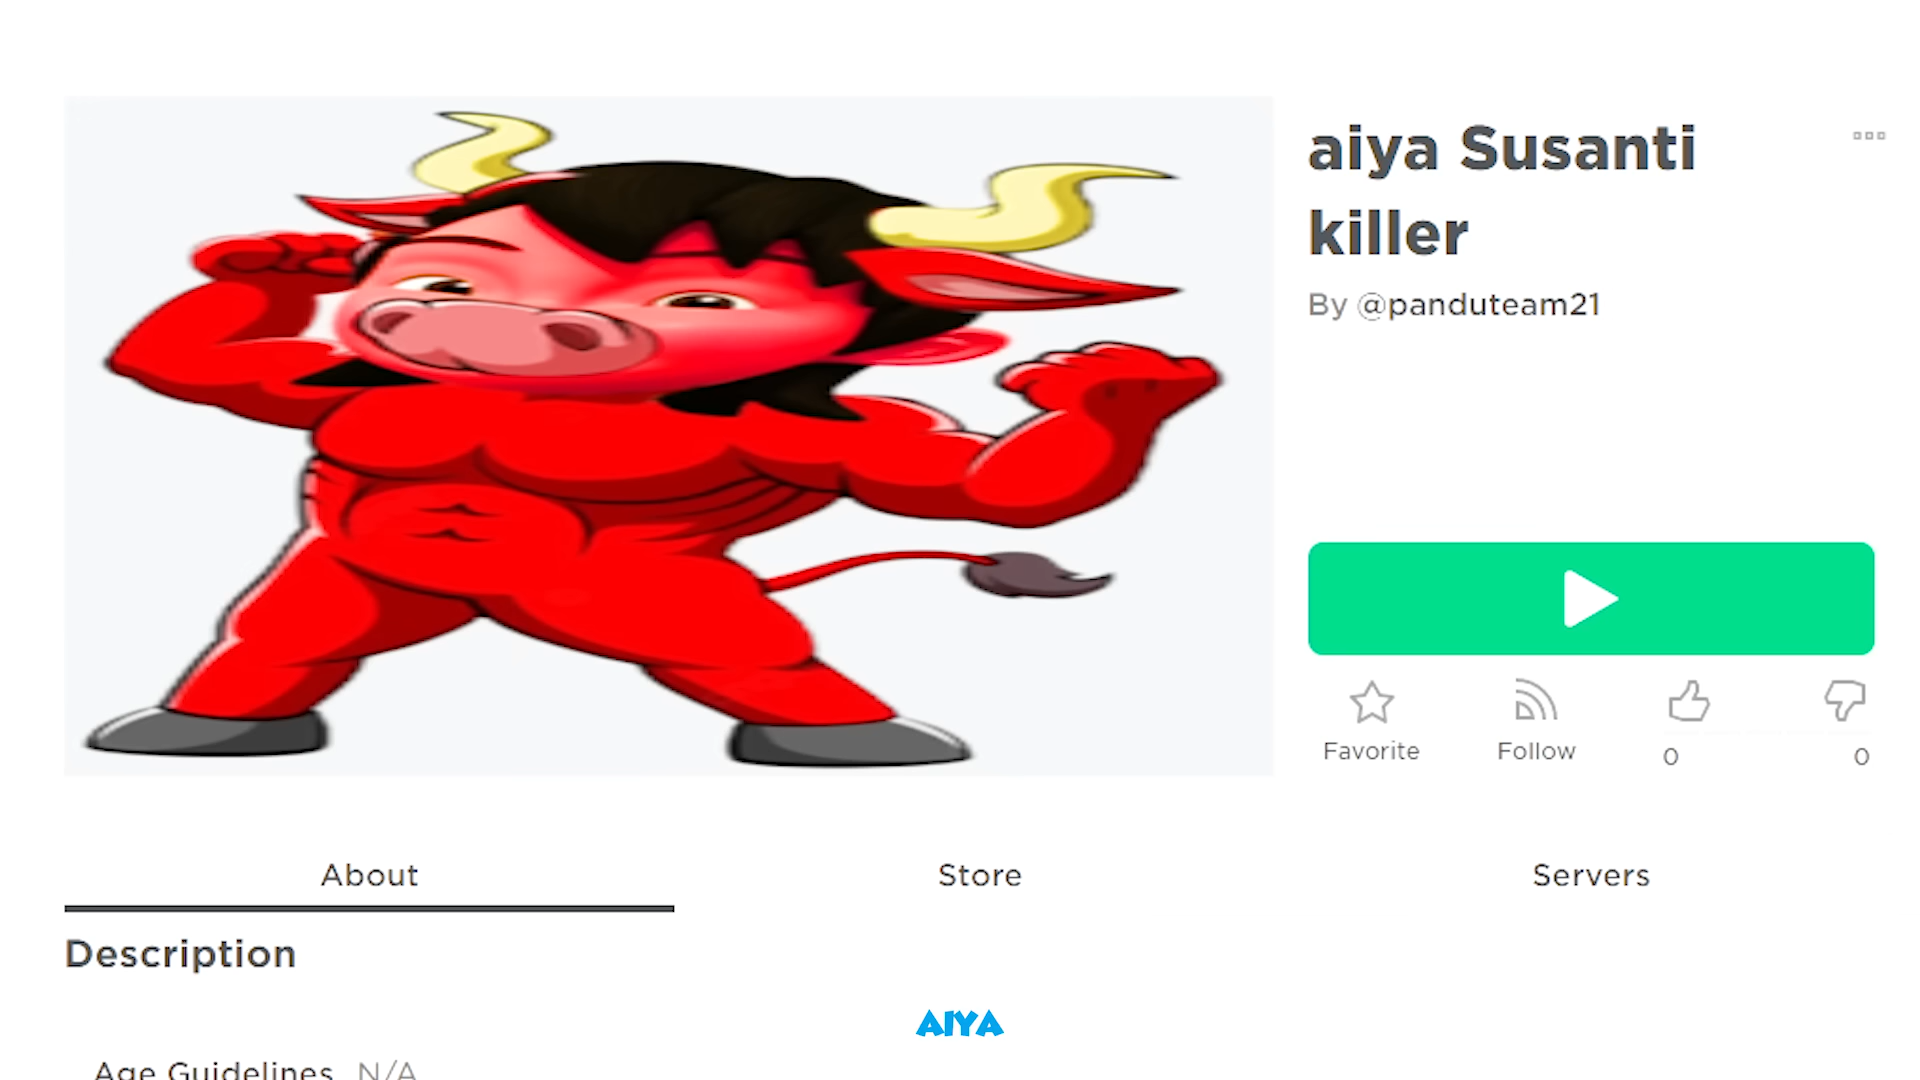 aiya Susanti
killer
By @panduteam21
Favorite
Follow
0
0
About
Store
Servers
Description
AIYA
Age Guidelines N/A